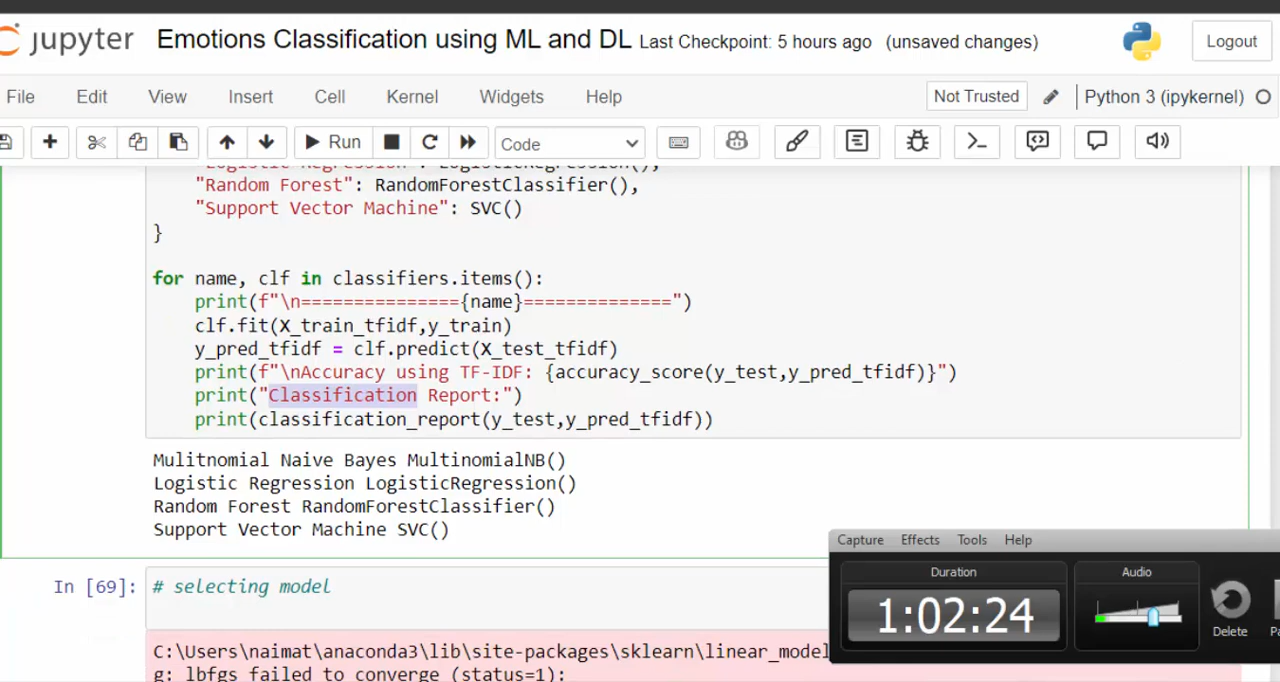 jupyter Emotions Classification using ML and DL Last Checkpoint: 5 hours ago (unsaved changes) Logout
File Edit View Insert Cell Kernel Widgets Help Not Trusted Python 3 (ipykernel)
Run Code
"Logistic Regression": LogisticRegression(),
"Random Forest": RandomForestClassifier(),
"Support Vector Machine": SVC()
}
for name, clf in classifiers.items():
print(f"\n==============={name}==============")
clf.fit(X_train_tfidf,y_train)
y_pred_tfidf = clf.predict(X_test_tfidf)
print(f"\nAccuracy using TF-IDF: {accuracy_score(y_test,y_pred_tfidf)}")
print("Classification Report:")
print(classification_report(y_test,y_pred_tfidf))
Mulitnomial Naive Bayes MultinomialNB()
Logistic Regression LogisticRegression()
Random Forest RandomForestClassifier()
Support Vector Machine SVC()
In [69]: # selecting model
C:\Users\naimat\anaconda3\lib\site-packages\sklearn\linear_model
g: lbfgs failed to converge (status=1):
Capture Effects Tools Help
Duration Audio
1:02:24
Delete Pa